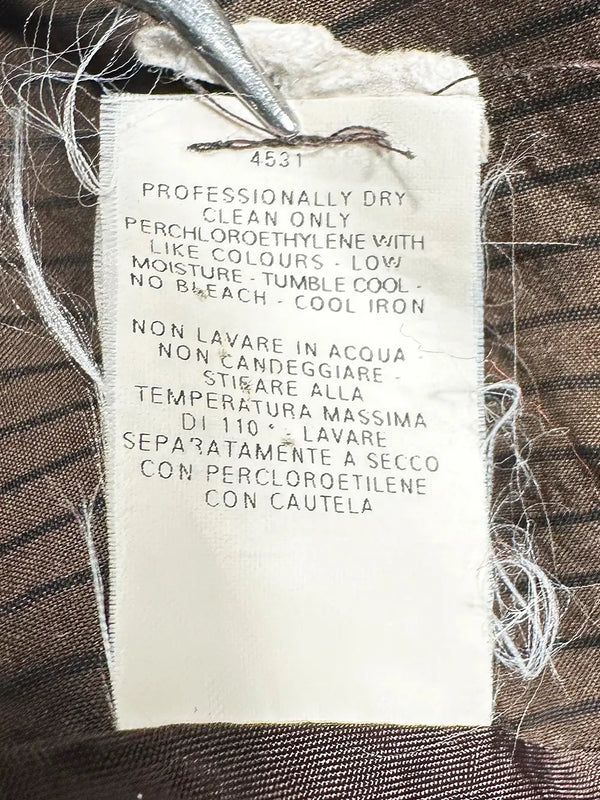 4531
PROFESSIONALLY DRY
CLEAN ONLY
PERCHLOROETHYLENE WITH
LIKE COLOURS - LOW
MOISTURE - TUMBLE COOL -
NO BLEACH - COOL IRON
NON LAVARE IN ACQUA -
NON CANDEGGIARE -
STIRARE ALLA
TEMPERATURA MASSIMA
DI 110 ° - LAVARE
SEPARATAMENTE A SECCO
CON PERCLOROETILENE
CON CAUTELA